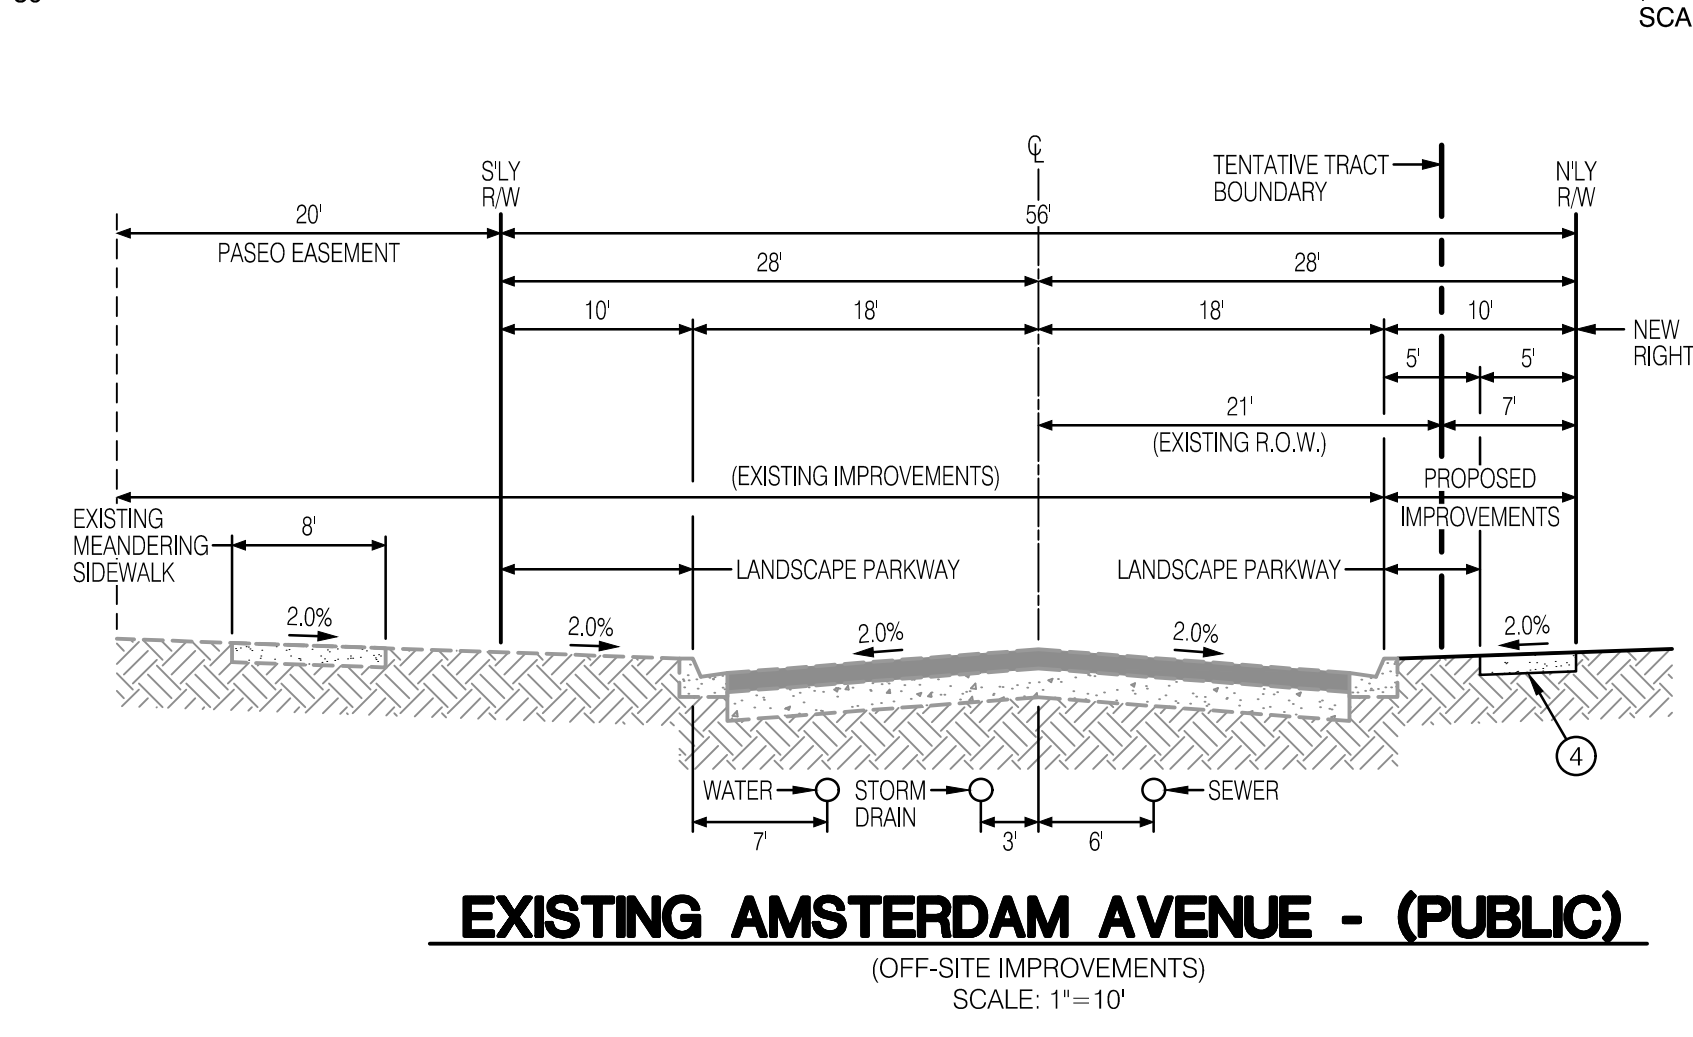 SCA
℄
S'LY
R/W
TENTATIVE TRACT
BOUNDARY
N'LY
R/W
20'
56'
PASEO EASEMENT
28'
28'
10'
18'
18'
10'
NEW
RIGHT
5'
5'
21'
7'
(EXISTING R.O.W.)
(EXISTING IMPROVEMENTS)
PROPOSED
IMPROVEMENTS
EXISTING
MEANDERING
SIDEWALK
8'
LANDSCAPE PARKWAY
LANDSCAPE PARKWAY
2.0%
2.0%
2.0%
2.0%
2.0%
4
WATER
STORM
DRAIN
SEWER
7'
3'
6'
EXISTING AMSTERDAM AVENUE - (PUBLIC)
(OFF-SITE IMPROVEMENTS)
SCALE: 1"=10'